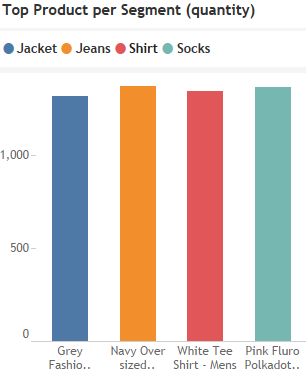 Top Product per Segment (quantity)
Jacket Jeans Shirt Socks
1,000
500
0
Grey Fashio..
Navy Over sized..
White Tee Shirt - Mens
Pink Fluro Polkadot..